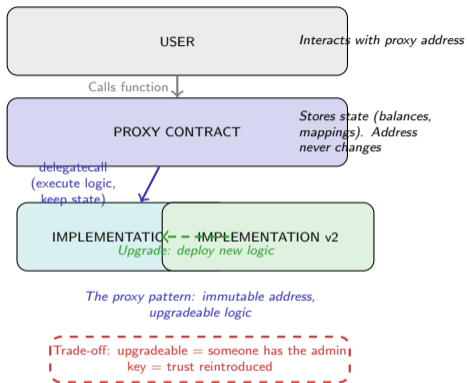 USER
Interacts with proxy address
Calls function
PROXY CONTRACT
Stores state (balances,
mappings). Address
never changes
delegatecall
(execute logic,
keep state)
IMPLEMENTATION v2
Upgrade: deploy new logic
The proxy pattern: immutable address,
upgradeable logic
Trade-off: upgradeable = someone has the admin
key = trust reintroduced